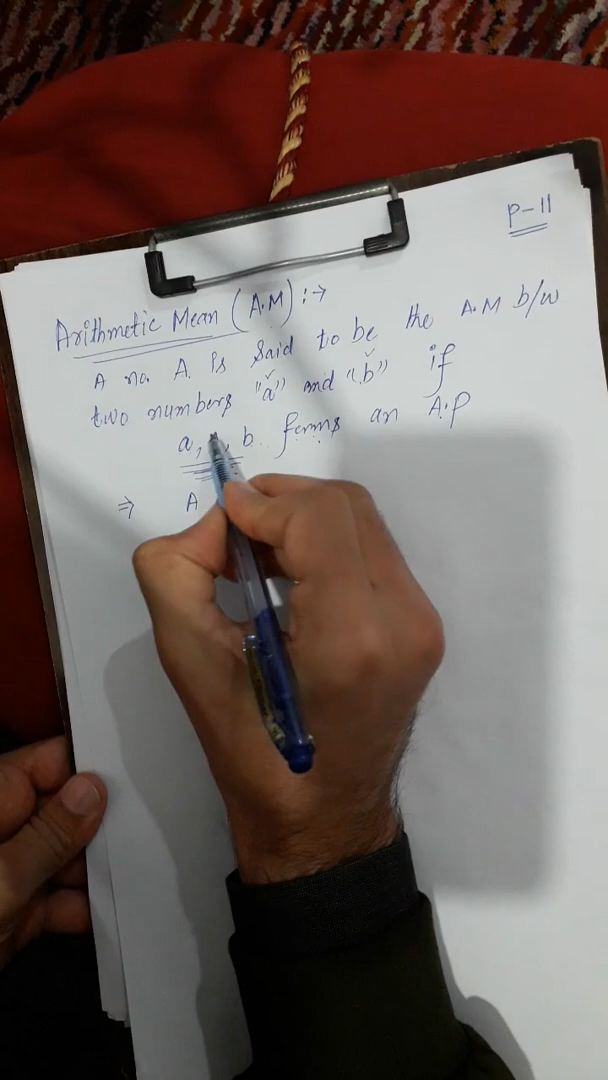 P-11
Arithmetic Mean (A.M) :→
A no. A is said to be the A.M b/w
two numbers "a" and "b" if
a, , b forms an A.P
⇒ A